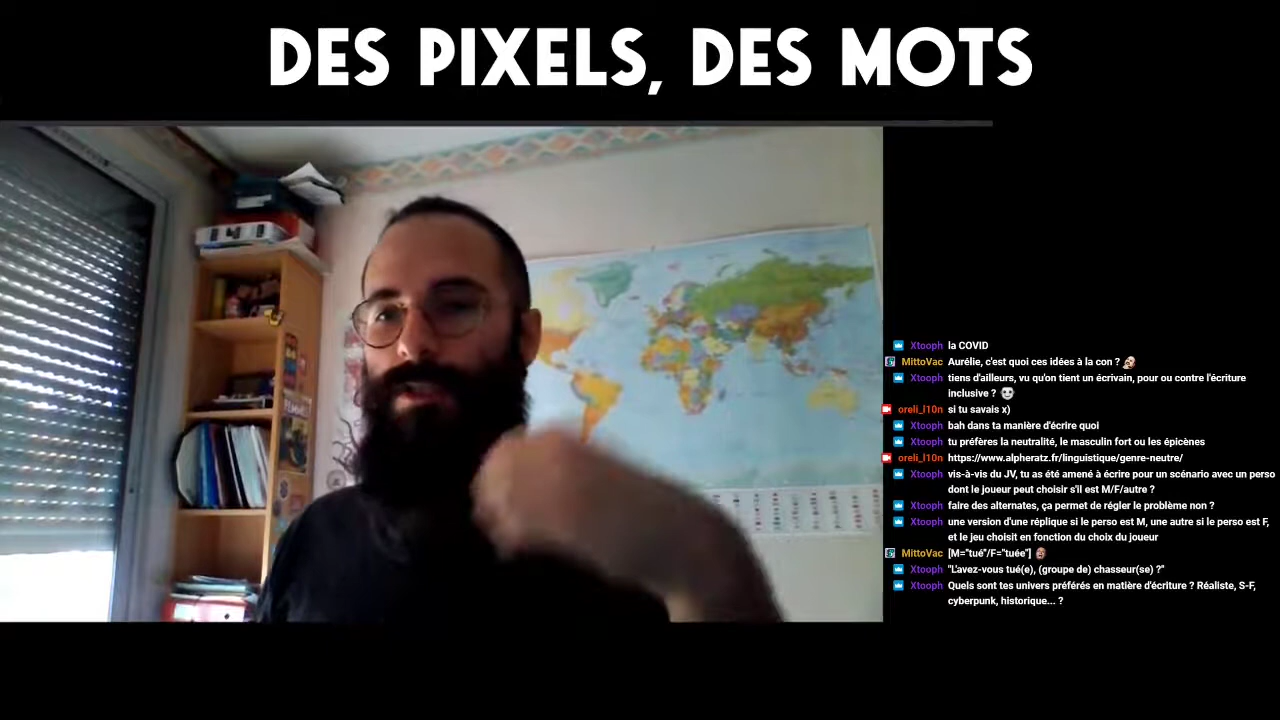 DES PIXELS, DES MOTS
Xtooph la COVID
MittoVac Aurélie, c'est quoi ces idées à la con ?
Xtooph tiens d'ailleurs, vu qu'on tient un écrivain, pour ou contre l'écriture
inclusive ?
oreli_l10n si tu savais x)
Xtooph bah dans ta manière d'écrire quoi
Xtooph tu préfères la neutralité, le masculin fort ou les épicènes
oreli_l10n https://www.alpheratz.fr/linguistique/genre-neutre/
Xtooph vis-à-vis du JV, tu as été amené à écrire pour un scénario avec un perso
dont le joueur peut choisir s'il est M/F/autre ?
Xtooph faire des alternates, ça permet de régler le problème non ?
Xtooph une version d'une réplique si le perso est M, une autre si le perso est F,
et le jeu choisit en fonction du choix du joueur
MittoVac [M="tué"/F="tuée"]
Xtooph "L'avez-vous tué(e), (groupe de) chasseur(se) ?"
Xtooph Quels sont tes univers préférés en matière d'écriture ? Réaliste, S-F,
cyberpunk, historique... ?